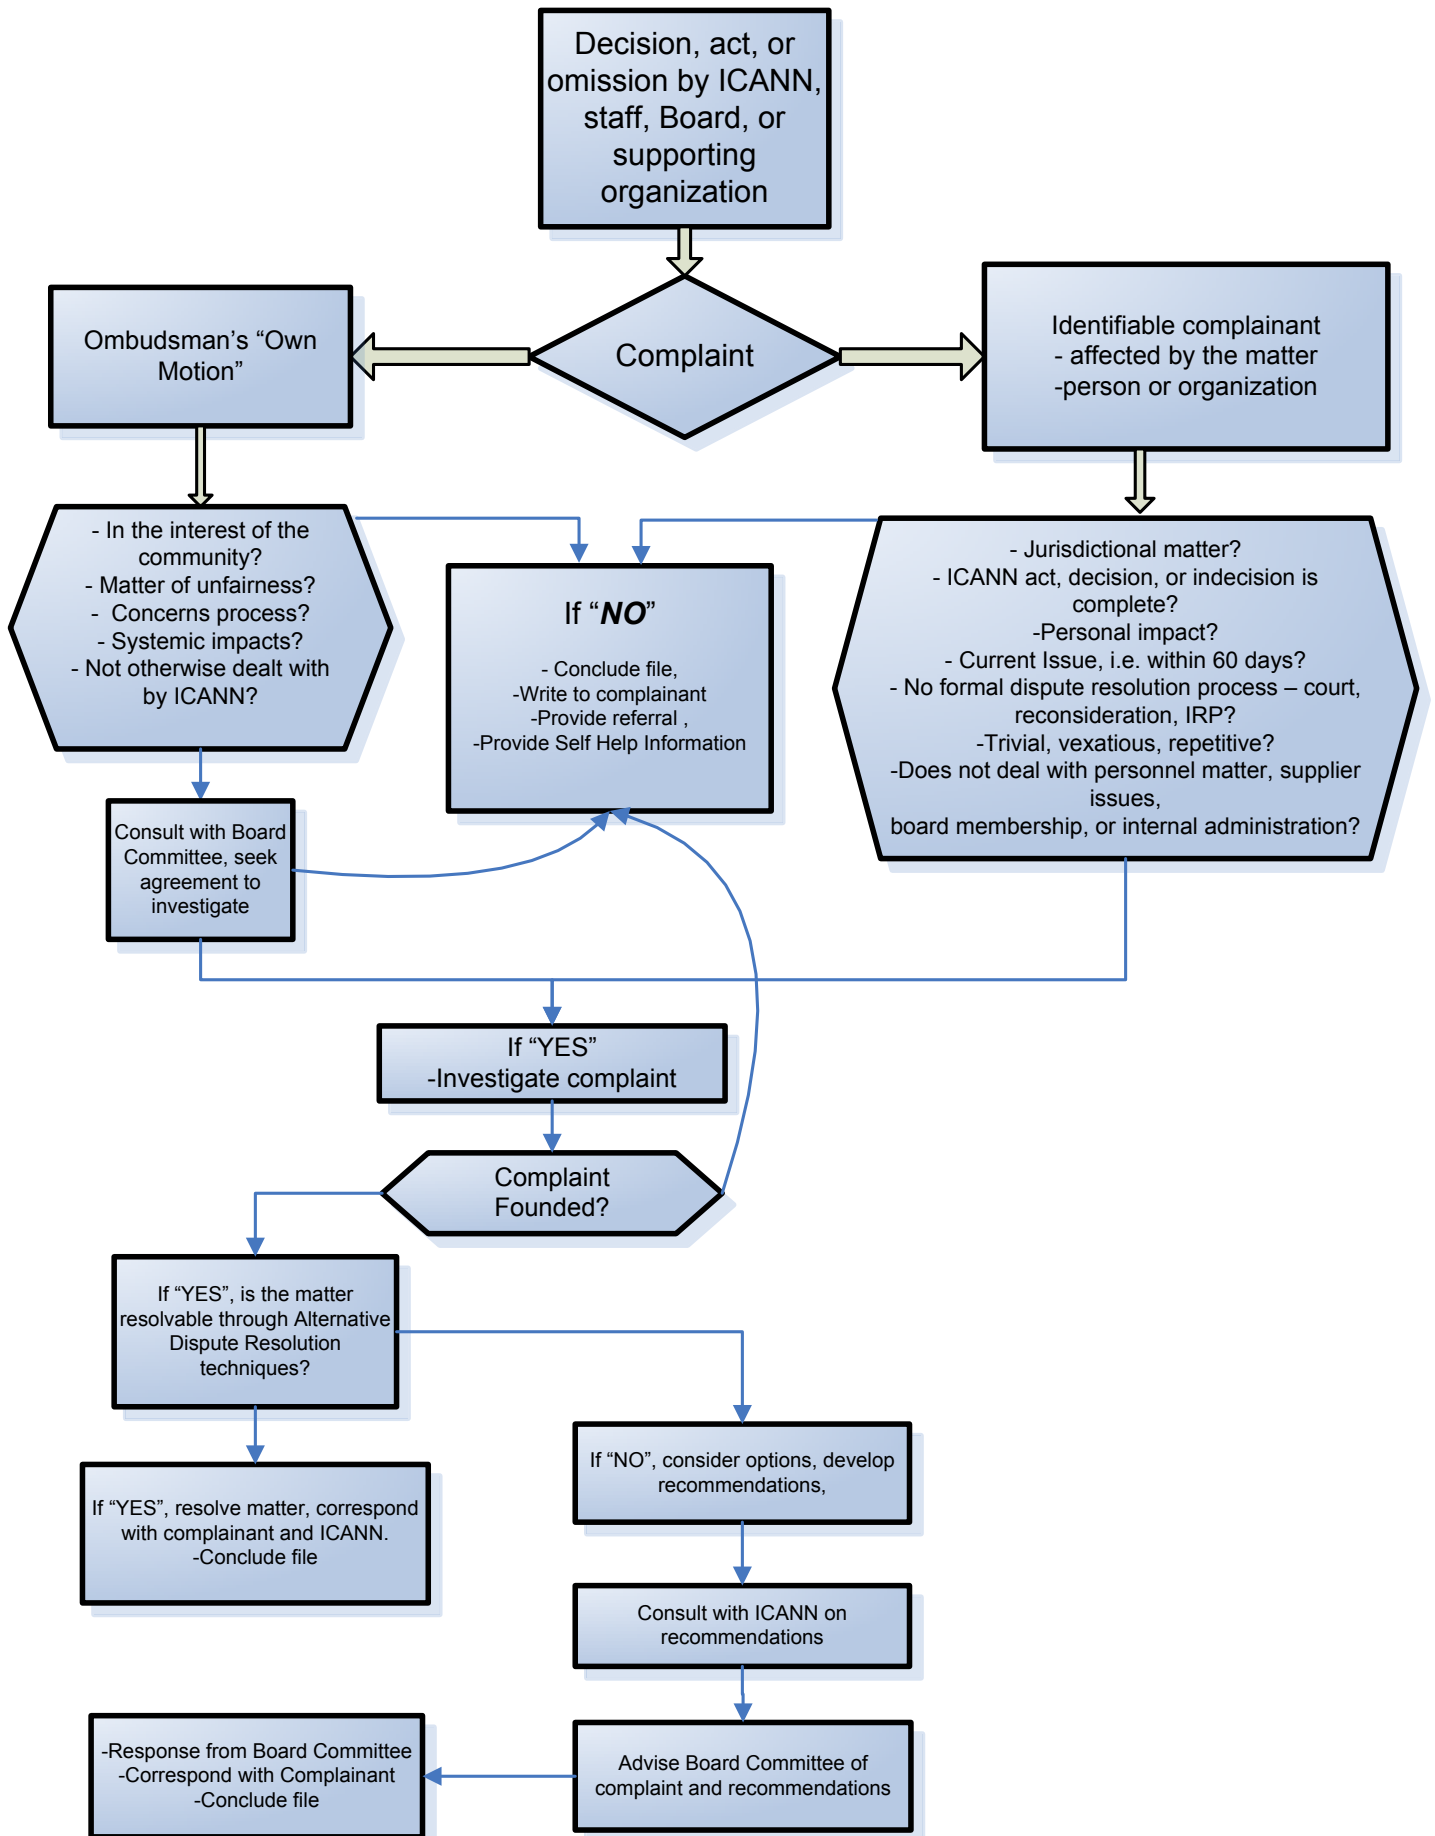 Decision, act, or
omission by ICANN,
staff, Board, or
supporting
organization
Ombudsman’s “Own
Motion”
Complaint
Identifiable complainant
- affected by the matter
-person or organization
- In the interest of the
community?
- Matter of unfairness?
- Concerns process?
- Systemic impacts?
- Not otherwise dealt with
by ICANN?
If “NO”
- Conclude file,
-Write to complainant
-Provide referral ,
-Provide Self Help Information
- Jurisdictional matter?
- ICANN act, decision, or indecision is
complete?
-Personal impact?
- Current Issue, i.e. within 60 days?
- No formal dispute resolution process – court,
reconsideration, IRP?
-Trivial, vexatious, repetitive?
-Does not deal with personnel matter, supplier
issues,
board membership, or internal administration?
Consult with Board
Committee, seek
agreement to
investigate
If “YES”
-Investigate complaint
Complaint
Founded?
If “YES”, is the matter
resolvable through Alternative
Dispute Resolution
techniques?
If “NO”, consider options, develop
recommendations,
If “YES”, resolve matter, correspond
with complainant and ICANN.
-Conclude file
Consult with ICANN on
recommendations
Advise Board Committee of
complaint and recommendations
-Response from Board Committee
-Correspond with Complainant
-Conclude file